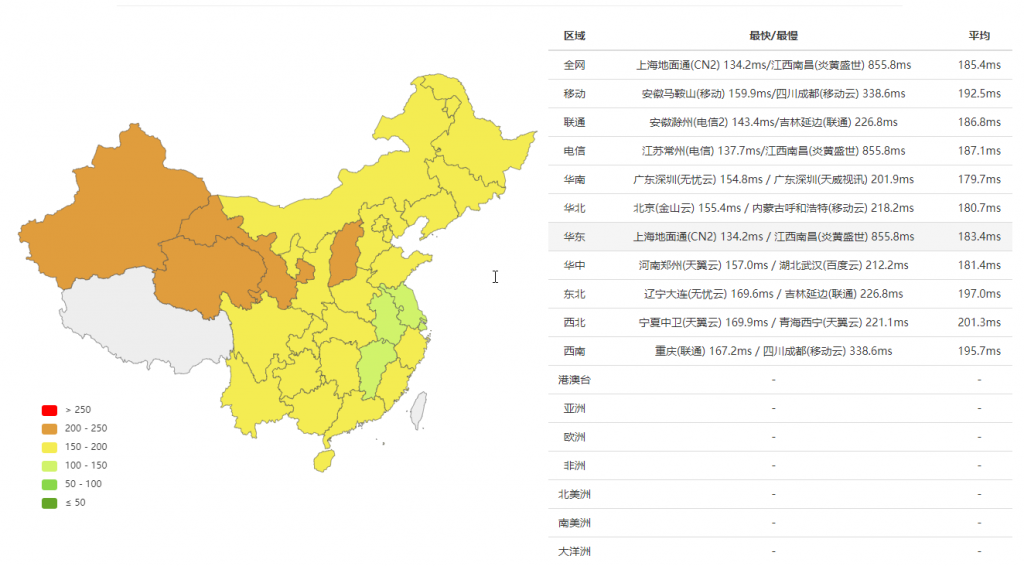 区域 最快/最慢 平均
全网 上海地面通(CN2) 134.2ms/江西南昌(炎黄盛世) 855.8ms 185.4ms
移动 安徽马鞍山(移动) 159.9ms/四川成都(移动云) 338.6ms 192.5ms
联通 安徽滁州(电信2) 143.4ms/吉林延边(联通) 226.8ms 186.8ms
电信 江苏常州(电信) 137.7ms/江西南昌(炎黄盛世) 855.8ms 187.1ms
华南 广东深圳(无忧云) 154.8ms / 广东深圳(天威视讯) 201.9ms 179.7ms
华北 北京(金山云) 155.4ms / 内蒙古呼和浩特(移动云) 218.2ms 180.7ms
华东 上海地面通(CN2) 134.2ms / 江西南昌(炎黄盛世) 855.8ms 183.4ms
华中 河南郑州(天翼云) 157.0ms / 湖北武汉(百度云) 212.2ms 181.4ms
东北 辽宁大连(无忧云) 169.6ms / 吉林延边(联通) 226.8ms 197.0ms
西北 宁夏中卫(天翼云) 169.9ms / 青海西宁(天翼云) 221.1ms 201.3ms
西南 重庆(联通) 167.2ms / 四川成都(移动云) 338.6ms 195.7ms
港澳台 - -
亚洲 - -
欧洲 - -
非洲 - -
北美洲 - -
南美洲 - -
大洋洲 - -
> 250
200 - 250
150 - 200
100 - 150
50 - 100
≤ 50